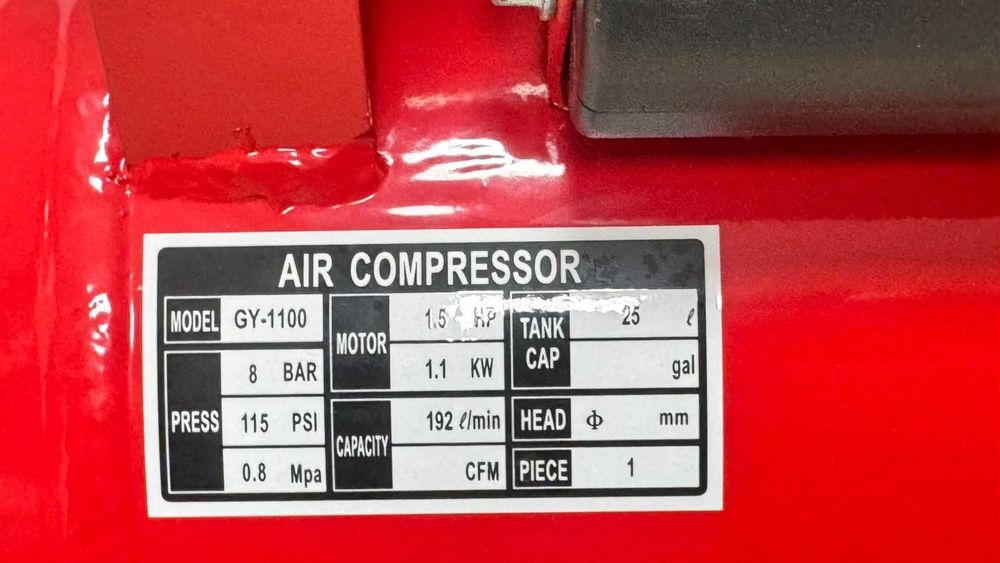 AIR COMPRESSOR
MODEL GY-1100
PRESS
8 BAR
115 PSI
0.8 Mpa
MOTOR
1.5 HP
1.1 KW
CAPACITY
192 ℓ/min
CFM
TANK CAP
25 ℓ
gal
HEAD Φ mm
PIECE 1